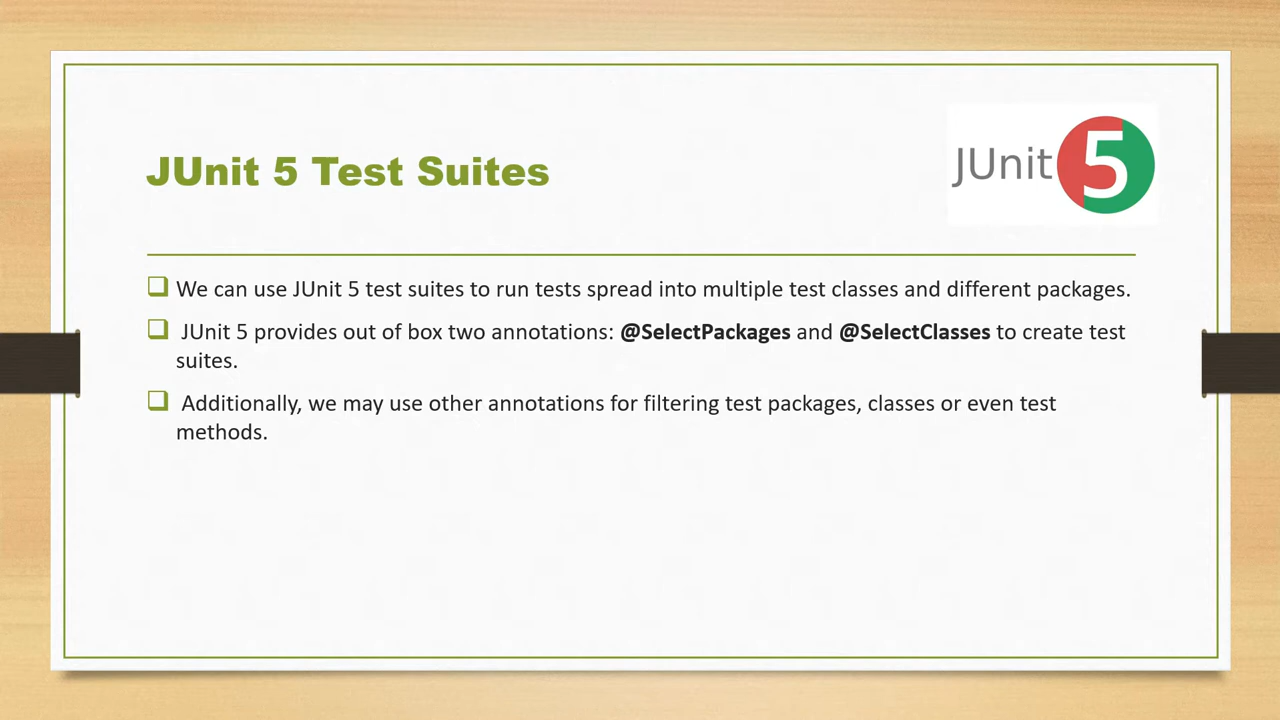 JUnit 5 Test Suites
JUnit 5
We can use JUnit 5 test suites to run tests spread into multiple test classes and different packages.
JUnit 5 provides out of box two annotations: @SelectPackages and @SelectClasses to create test
suites.
Additionally, we may use other annotations for filtering test packages, classes or even test
methods.